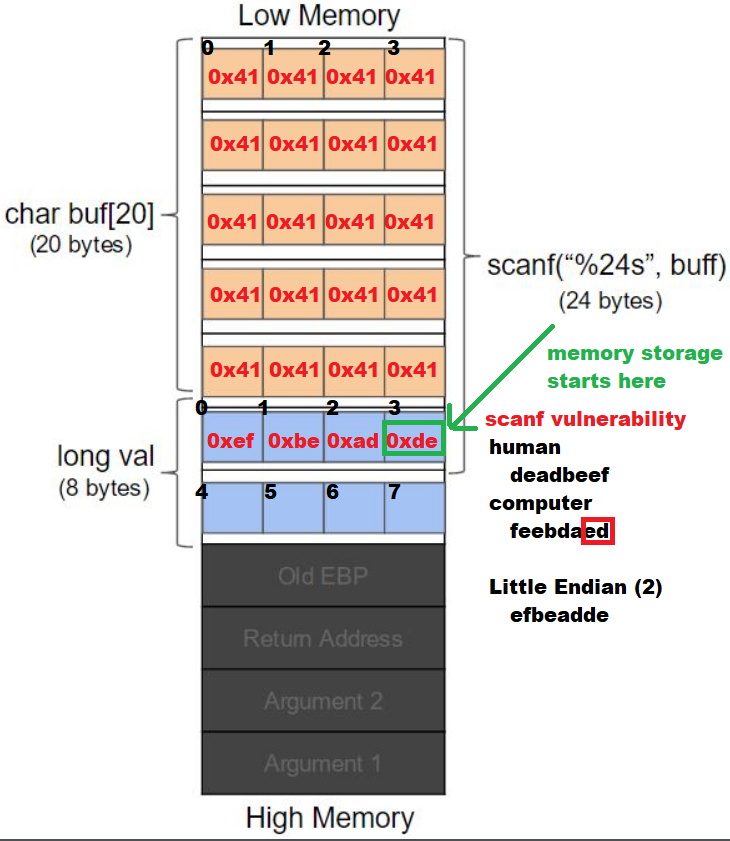 Low Memory
0 1 2 3
0x41 0x41 0x41 0x41
0x41 0x41 0x41 0x41
char buf[20]
(20 bytes)
0x41 0x41 0x41 0x41
scanf(“%24s”, buff)
(24 bytes)
0x41 0x41 0x41 0x41
memory storage
starts here
0x41 0x41 0x41 0x41
0 1 2 3
scanf vulnerability
0xef 0xbe 0xad 0xde
human
deadbeef
long val
(8 bytes)
4 5 6 7
computer
feebdaed
Old EBP
Little Endian (2)
efbeadde
Return Address
Argument 2
Argument 1
High Memory